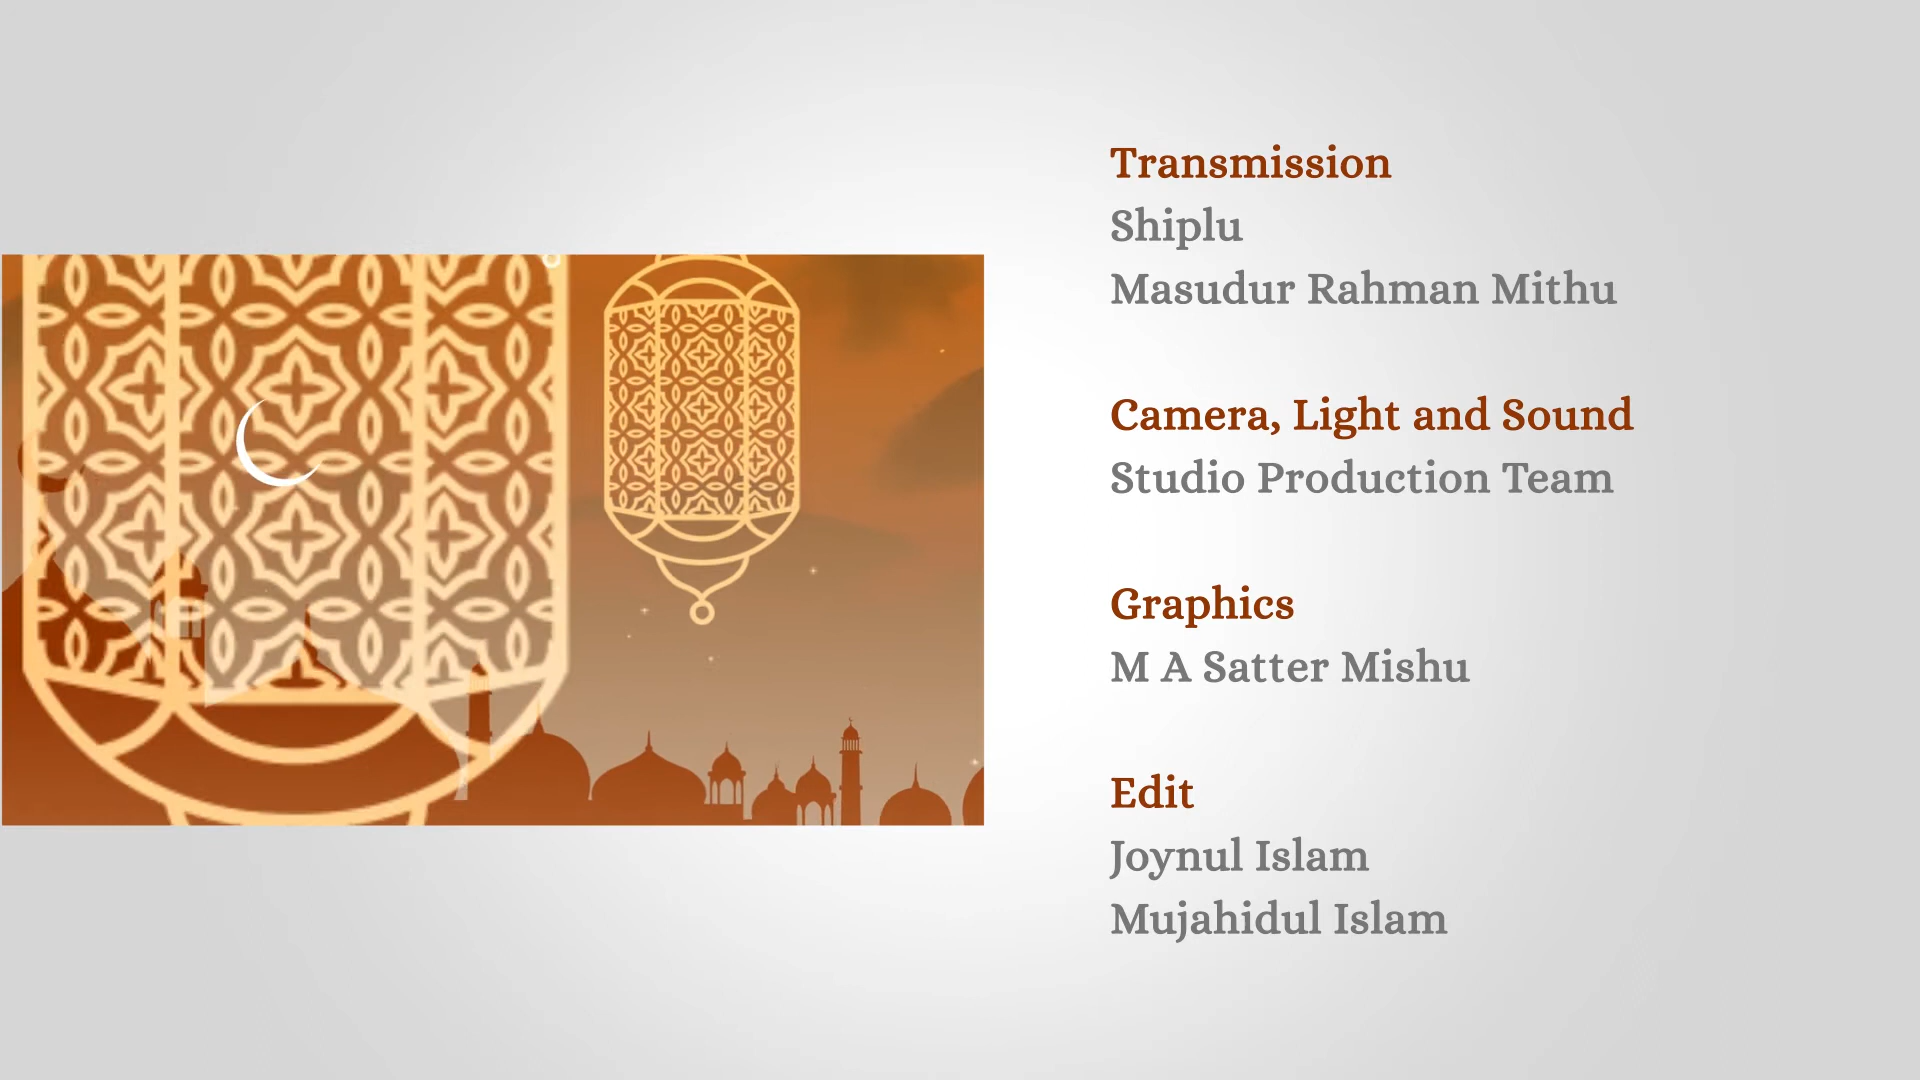 Transmission
Shiplu
Masudur Rahman Mithu
Camera, Light and Sound
Studio Production Team
Graphics
M A Satter Mishu
Edit
Joynul Islam
Mujahidul Islam